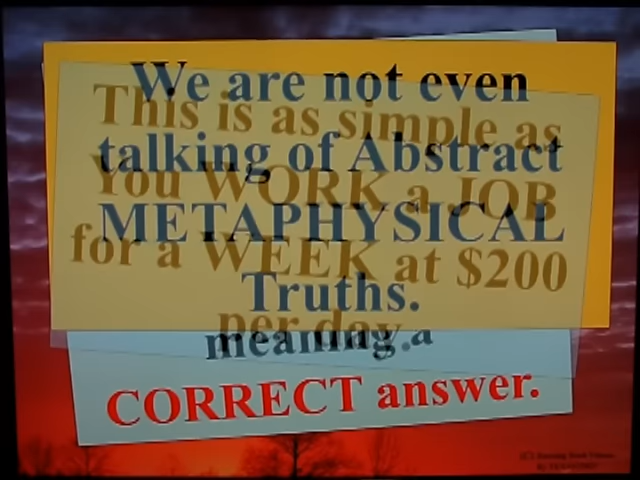 We are not even
This is as simple as
talking of Abstract
You WORK a JOB
METAPHYSICAL
for a WEEK at $200
Truths.
per day.
meaning.a
CORRECT answer.